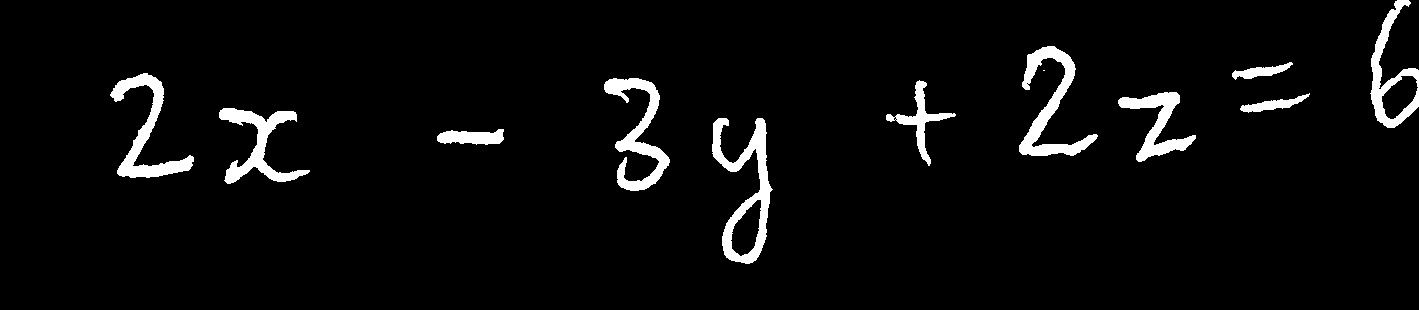 2x - 3y + 2z = 6